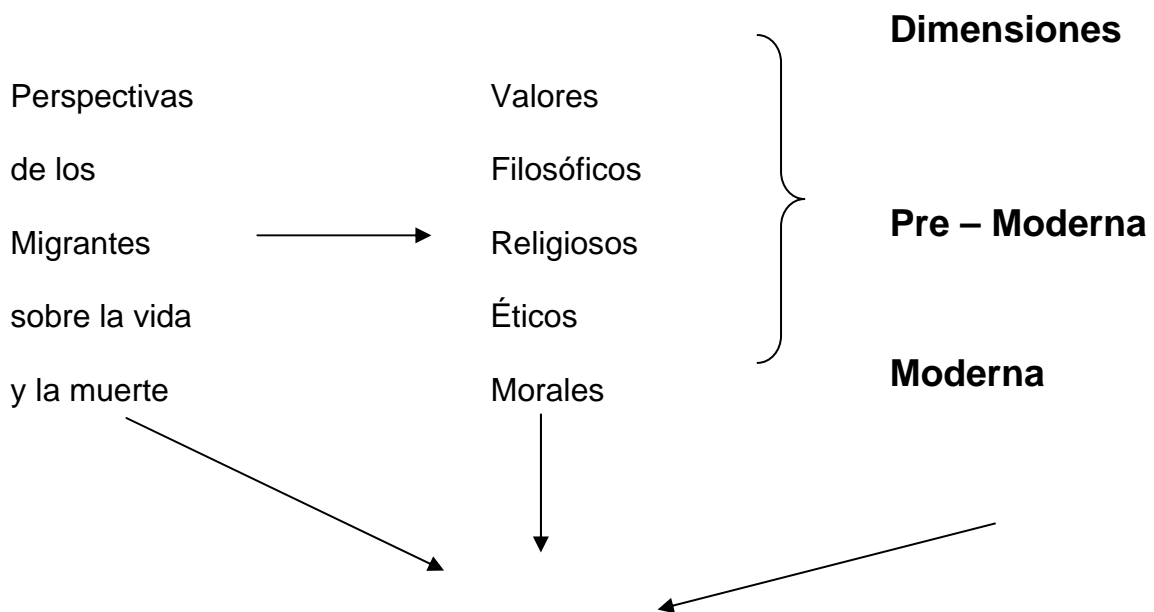 Dimensiones
Perspectivas
de los
Migrantes
sobre la vida
y la muerte
Valores
Filosóficos
Religiosos
Éticos
Morales
Pre – Moderna
Moderna